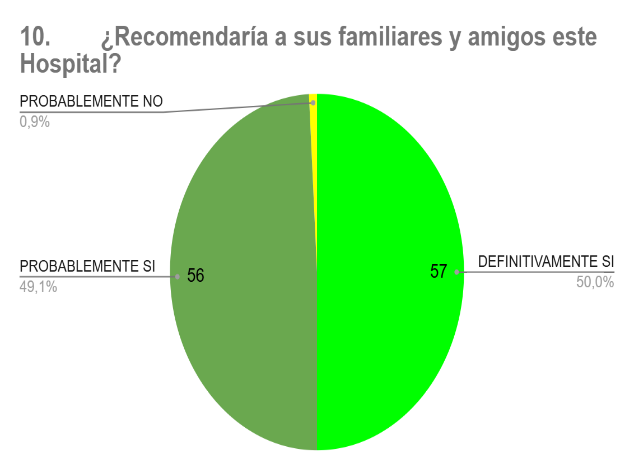 10. ¿Recomendaría a sus familiares y amigos este
Hospital?
PROBABLEMENTE NO
0,9%
PROBABLEMENTE SI
49,1%
56
57
DEFINITIVAMENTE SI
50,0%